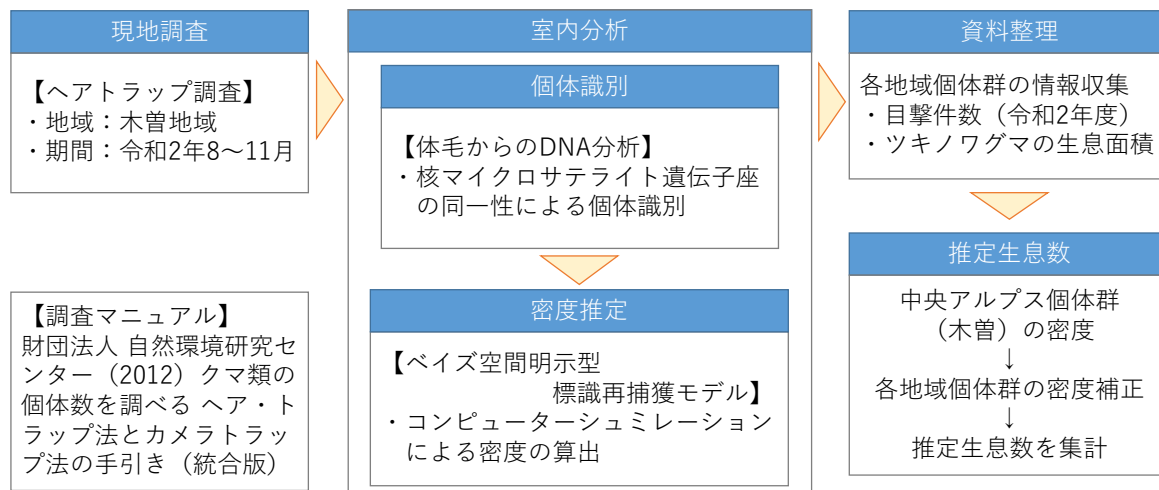 現地調査
【ヘアトラップ調査】
・地域：木曽地域
・期間：令和2年8～11月
【調査マニュアル】
財団法人 自然環境研究セ
ンター（2012）クマ類の
個体数を調べる ヘア・ト
ラップ法とカメラトラッ
プ法の手引き（統合版）
室内分析
個体識別
【体毛からのDNA分析】
・核マイクロサテライト遺伝子座
の同一性による個体識別
密度推定
【ベイズ空間明示型
標識再捕獲モデル】
・コンピューターシュミレーション
による密度の算出
資料整理
各地域個体群の情報収集
・目撃件数（令和2年度）
・ツキノワグマの生息面積
推定生息数
中央アルプス個体群
（木曽）の密度
↓
各地域個体群の密度補正
↓
推定生息数を集計